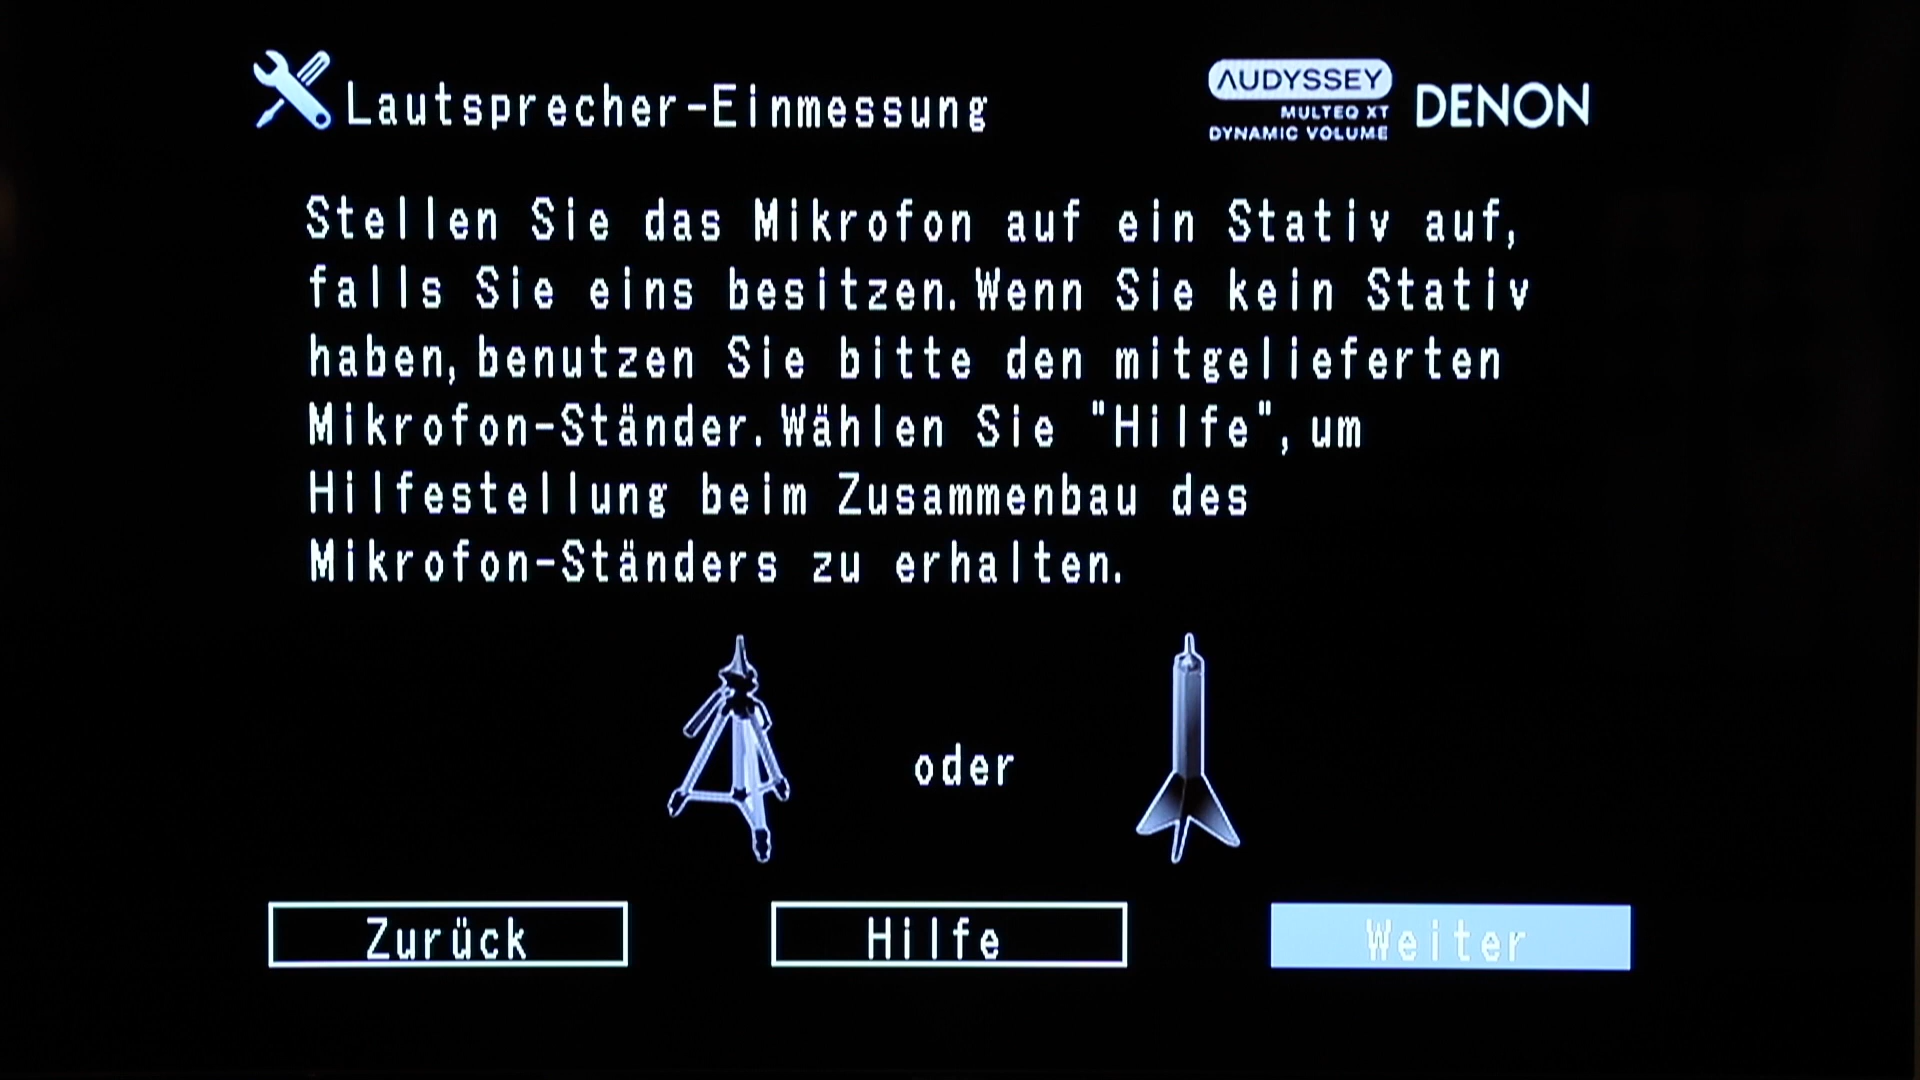 Lautsprecher-Einmessung
AUDYSSEY
MULTEQ XT
DYNAMIC VOLUME
DENON
Stellen Sie das Mikrofon auf ein Stativ auf,
falls Sie eins besitzen. Wenn Sie kein Stativ
haben, benutzen Sie bitte den mitgelieferten
Mikrofon-Ständer. Wählen Sie "Hilfe", um
Hilfestellung beim Zusammenbau des
Mikrofon-Ständers zu erhalten.
oder
Zurück
Hilfe
Weiter